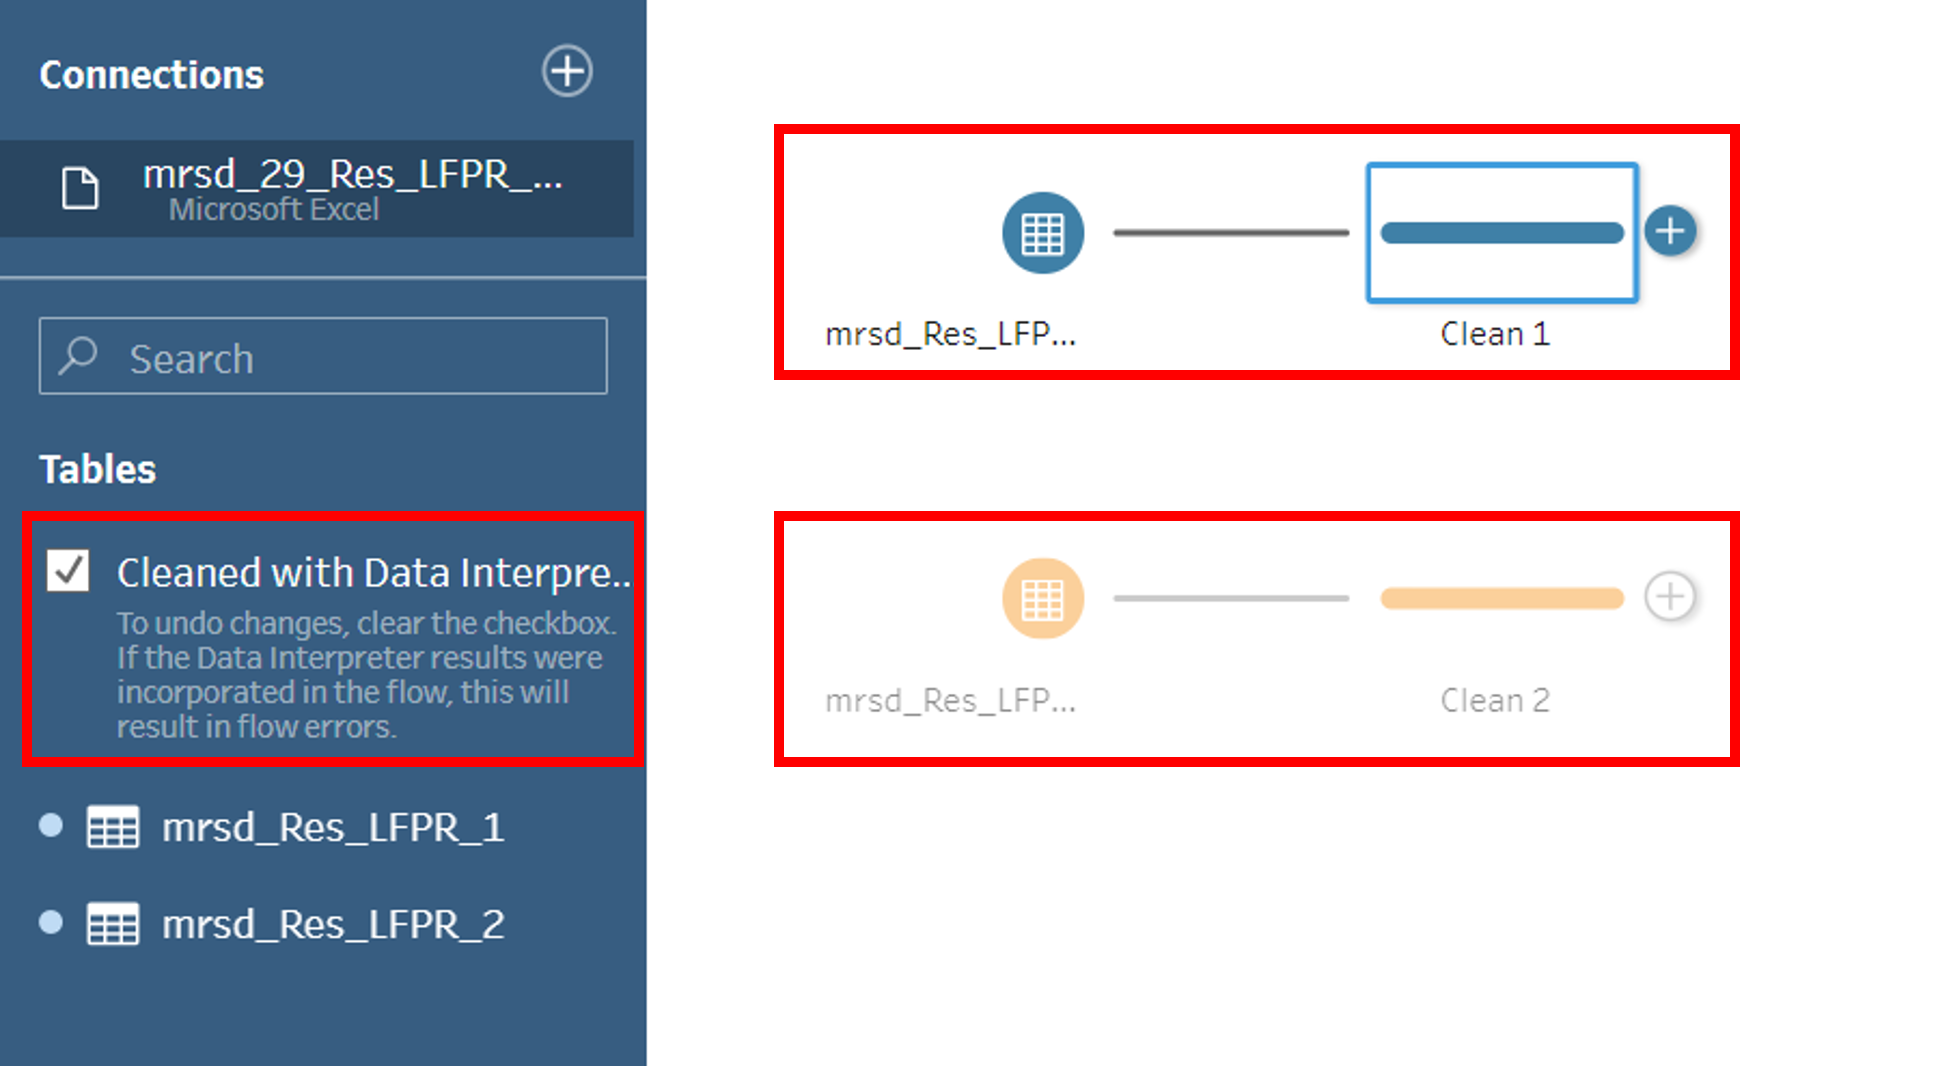 Connections
mrsd_29_Res_LFPR_...
Microsoft Excel
Search
Tables
Cleaned with Data Interpre...
To undo changes, clear the checkbox.
If the Data Interpreter results were
incorporated in the flow, this will
result in flow errors.
mrsd_Res_LFPR_1
mrsd_Res_LFPR_2
mrsd_Res_LFP...
Clean 1
mrsd_Res_LFP...
Clean 2